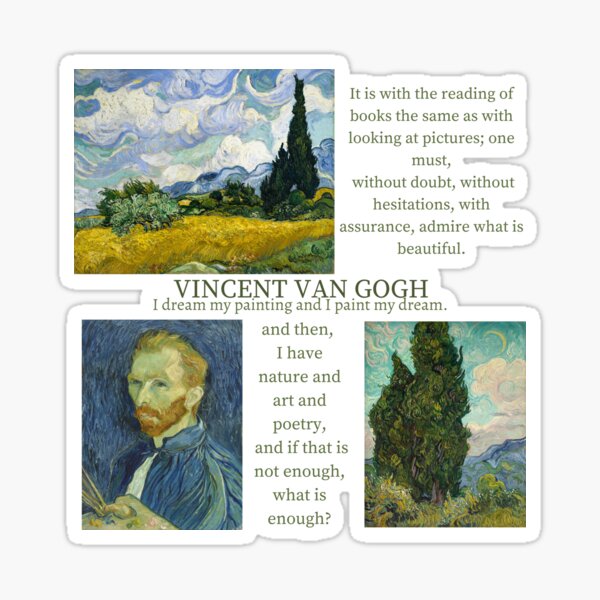 It is with the reading of
books the same as with
looking at pictures; one
must,
without doubt, without
hesitations, with
assurance, admire what is
beautiful.
VINCENT VAN GOGH
I dream my painting and I paint my dream.
and then,
I have
nature and
art and
poetry,
and if that is
not enough,
what is
enough?